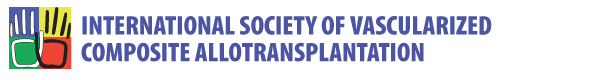 INTERNATIONAL SOCIETY OF VASCULARIZED
COMPOSITE ALLOTRANSPLANTATION